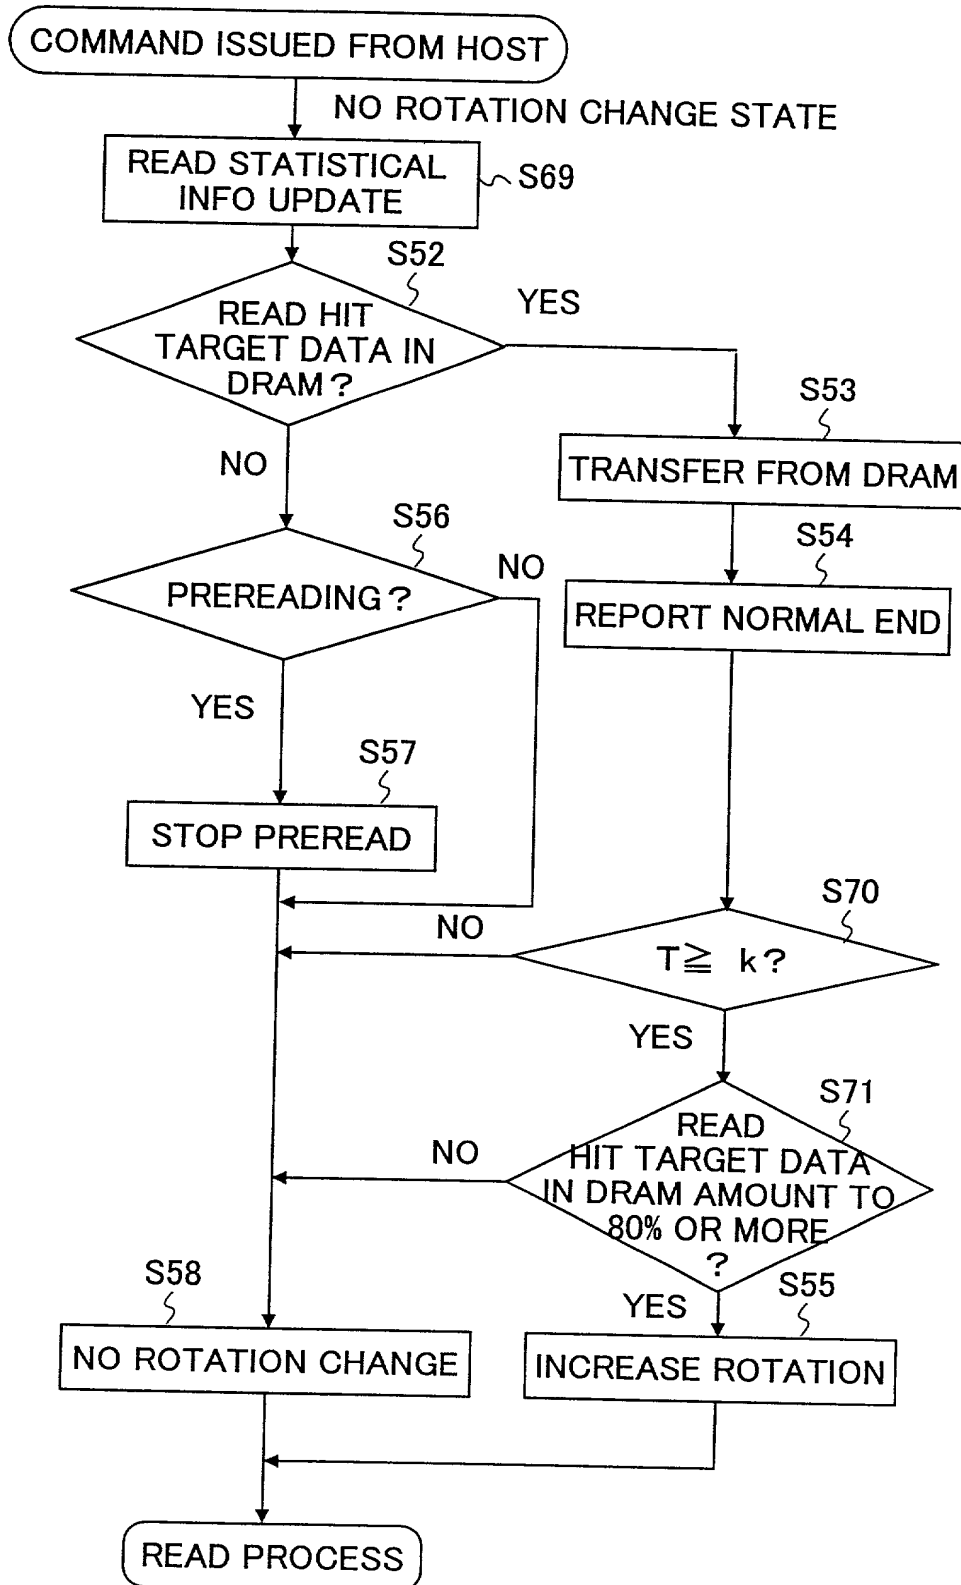 COMMAND ISSUED FROM HOST
NO ROTATION CHANGE STATE
READ STATISTICAL
INFO UPDATE
S69
S52
READ HIT
TARGET DATA IN
DRAM?
YES
NO
S53
TRANSFER FROM DRAM
S54
REPORT NORMAL END
S56
PREREADING?
NO
YES
S57
STOP PREREAD
S70
T≧ k?
NO
YES
S71
READ
HIT TARGET DATA
IN DRAM AMOUNT TO
80% OR MORE
?
NO
YES
S58
NO ROTATION CHANGE
S55
INCREASE ROTATION
READ PROCESS